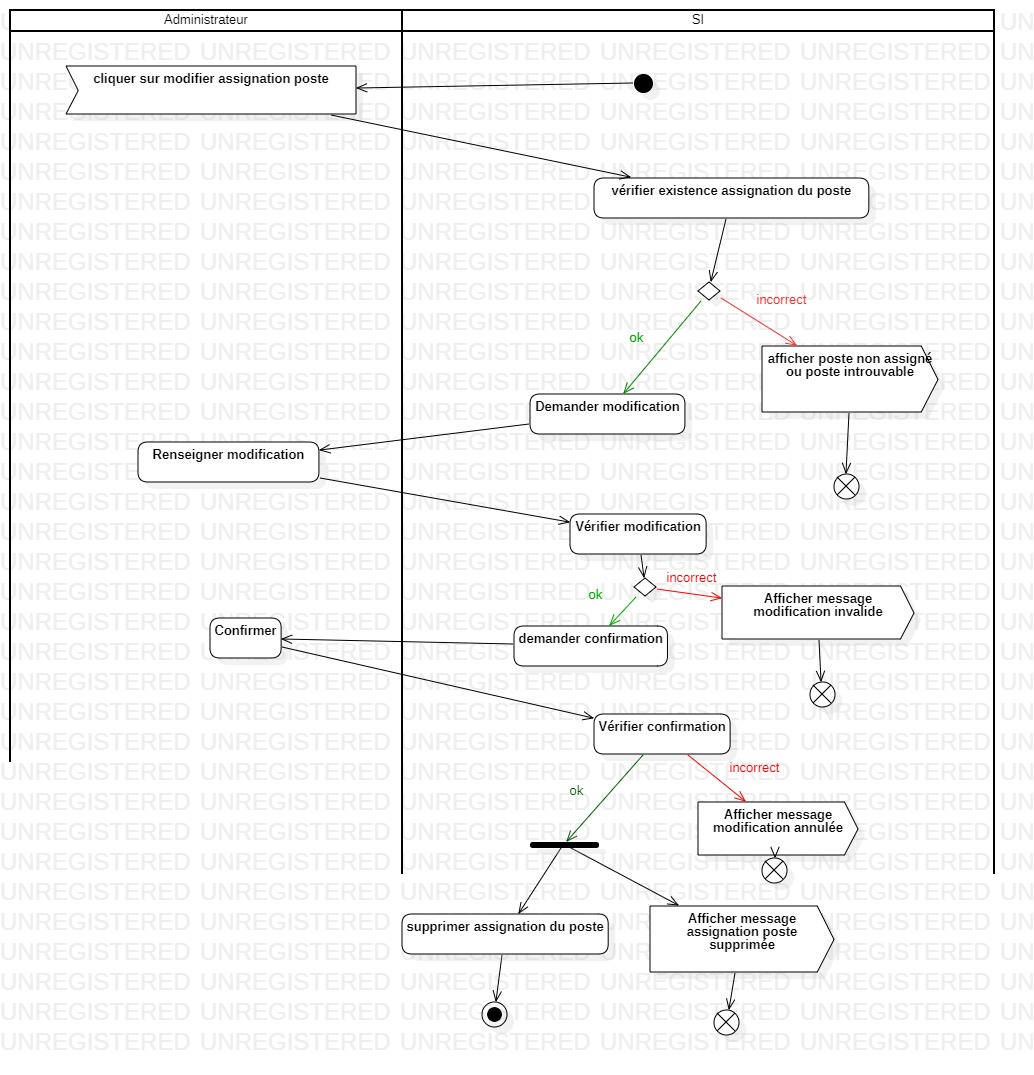 Administrateur
SI
cliquer sur modifier assignation poste
vérifier existence assignation du poste
incorrect
ok
afficher poste non assigné
ou poste introuvable
Demander modification
Renseigner modification
Vérifier modification
incorrect
ok
Afficher message
modification invalide
Confirmer
demander confirmation
Vérifier confirmation
incorrect
ok
Afficher message
modification annulée
supprimer assignation du poste
Afficher message
assignation poste
supprimée
UNREGISTERED